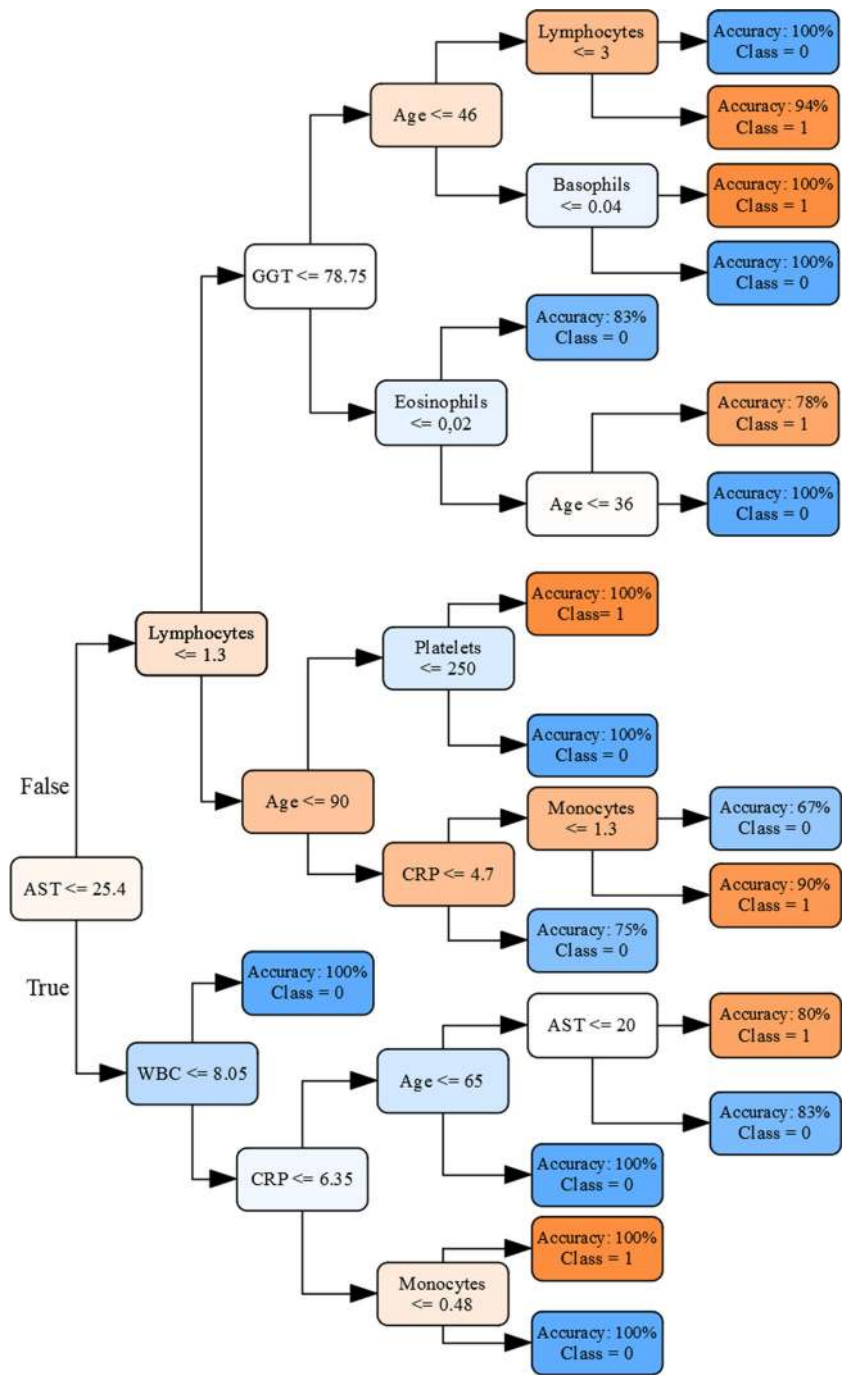 Lymphocytes
<= 3
Accuracy: 100%
Class = 0
Age <= 46
Accuracy: 94%
Class = 1
Basophils
<= 0.04
Accuracy: 100%
Class = 1
GGT <= 78.75
Accuracy: 100%
Class = 0
Accuracy: 83%
Class = 0
Eosinophils
<= 0,02
Accuracy: 78%
Class = 1
Age <= 36
Accuracy: 100%
Class = 0
Lymphocytes
<= 1.3
Accuracy: 100%
Class= 1
Platelets
<= 250
Accuracy: 100%
Class = 0
False
Age <= 90
Monocytes
<= 1.3
Accuracy: 67%
Class = 0
AST <= 25.4
CRP <= 4.7
Accuracy: 90%
Class = 1
Accuracy: 75%
Class = 0
True
Accuracy: 100%
Class = 0
AST <= 20
Accuracy: 80%
Class = 1
WBC <= 8.05
Age <= 65
Accuracy: 83%
Class = 0
CRP <= 6.35
Accuracy: 100%
Class = 0
Accuracy: 100%
Class = 1
Monocytes
<= 0.48
Accuracy: 100%
Class = 0